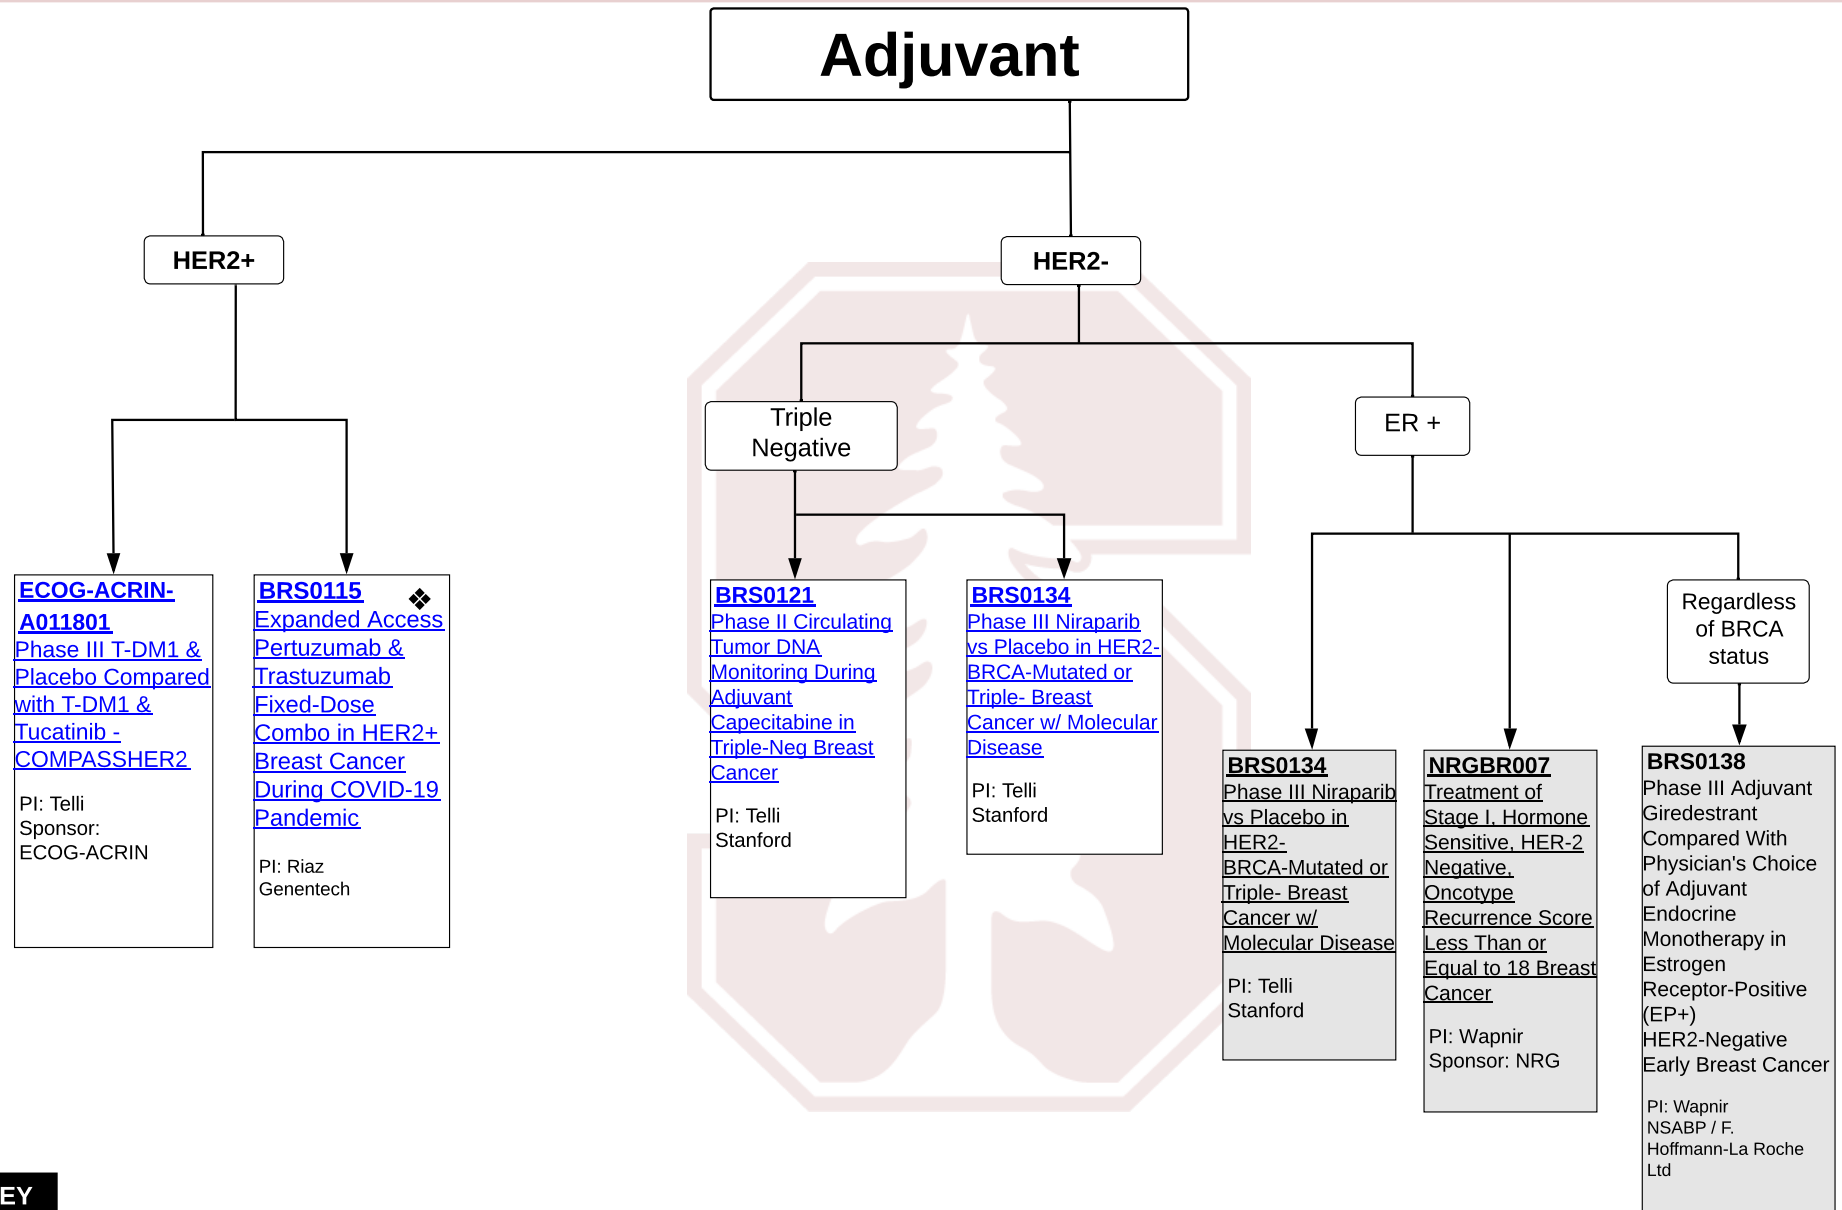 Adjuvant
HER2+
HER2-
Triple
Negative
ER +
ECOG-ACRIN-
A011801
Phase III T-DM1 &
Placebo Compared
with T-DM1 &
Tucatinib -
COMPASSHER2
PI: Telli
Sponsor:
ECOG-ACRIN
BRS0115
Expanded Access
Pertuzumab &
Trastuzumab
Fixed-Dose
Combo in HER2+
Breast Cancer
During COVID-19
Pandemic
PI: Riaz
Genentech
BRS0121
Phase II Circulating
Tumor DNA
Monitoring During
Adjuvant
Capecitabine in
Triple-Neg Breast
Cancer
PI: Telli
Stanford
BRS0134
Phase III Niraparib
vs Placebo in HER2-
BRCA-Mutated or
Triple- Breast
Cancer w/ Molecular
Disease
PI: Telli
Stanford
BRS0134
Phase III Niraparib
vs Placebo in
HER2-
BRCA-Mutated or
Triple- Breast
Cancer w/
Molecular Disease
PI: Telli
Stanford
NRGBR007
Treatment of
Stage I, Hormone
Sensitive, HER-2
Negative,
Oncotype
Recurrence Score
Less Than or
Equal to 18 Breast
Cancer
PI: Wapnir
Sponsor: NRG
Regardless
of BRCA
status
BRS0138
Phase III Adjuvant
Giredestrant
Compared With
Physician's Choice
of Adjuvant
Endocrine
Monotherapy in
Estrogen
Receptor-Positive
(EP+)
HER2-Negative
Early Breast Cancer
PI: Wapnir
NSABP / F.
Hoffmann-La Roche
Ltd
EY